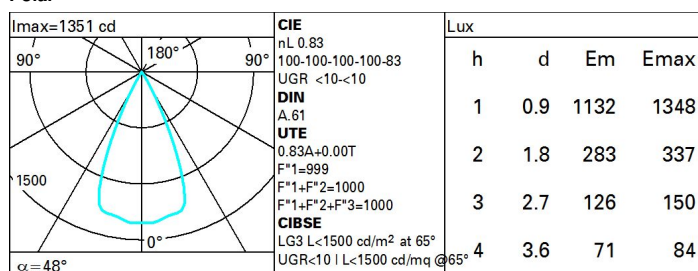 Imax=1351 cd
90°
180°
90°
1500
0°
α=48°
CIE
nL 0.83
100-100-100-100-83
UGR <10-<10
DIN
A.61
UTE
0.83A+0.00T
F"1=999
F"1+F"2=1000
F"1+F"2+F"3=1000
CIBSE
LG3 L<1500 cd/m² at 65°
UGR<10 | L<1500 cd/mq @65°
Lux
h d Em Emax
1 0.9 1132 1348
2 1.8 283 337
3 2.7 126 150
4 3.6 71 84